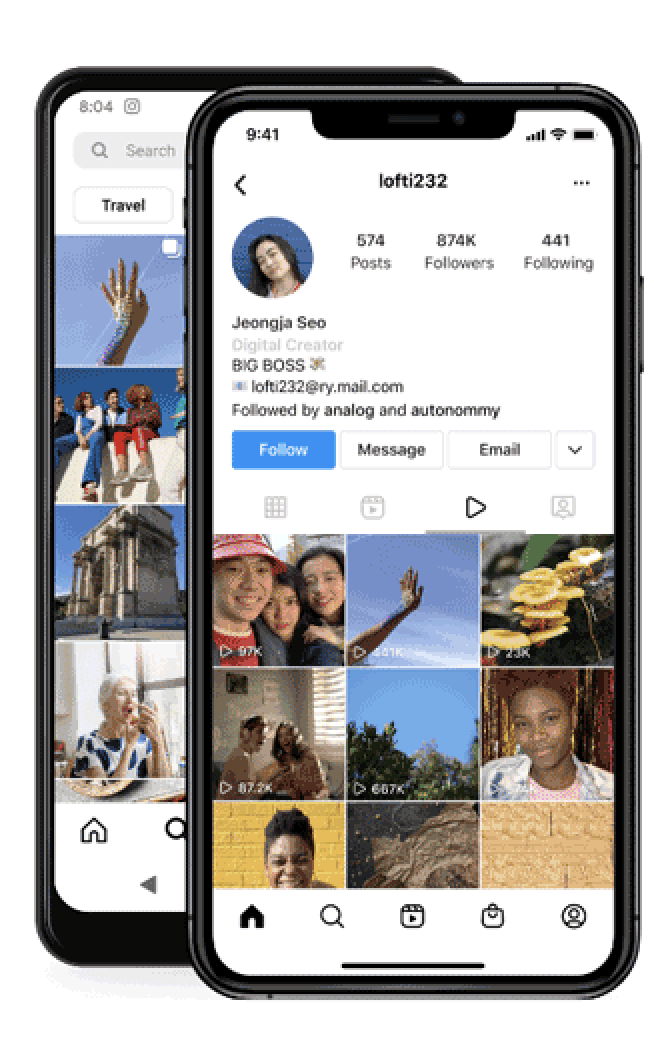 8:04
Search
Travel
9:41
lofti232
574 874K 441
Posts Followers Following
Jeongja Seo
Digital Creator
BIG BOSS
lofti232@ry.mail.com
Followed by analog and autonommy
Follow Message Email
97K 441K 23K
87.2K 667K